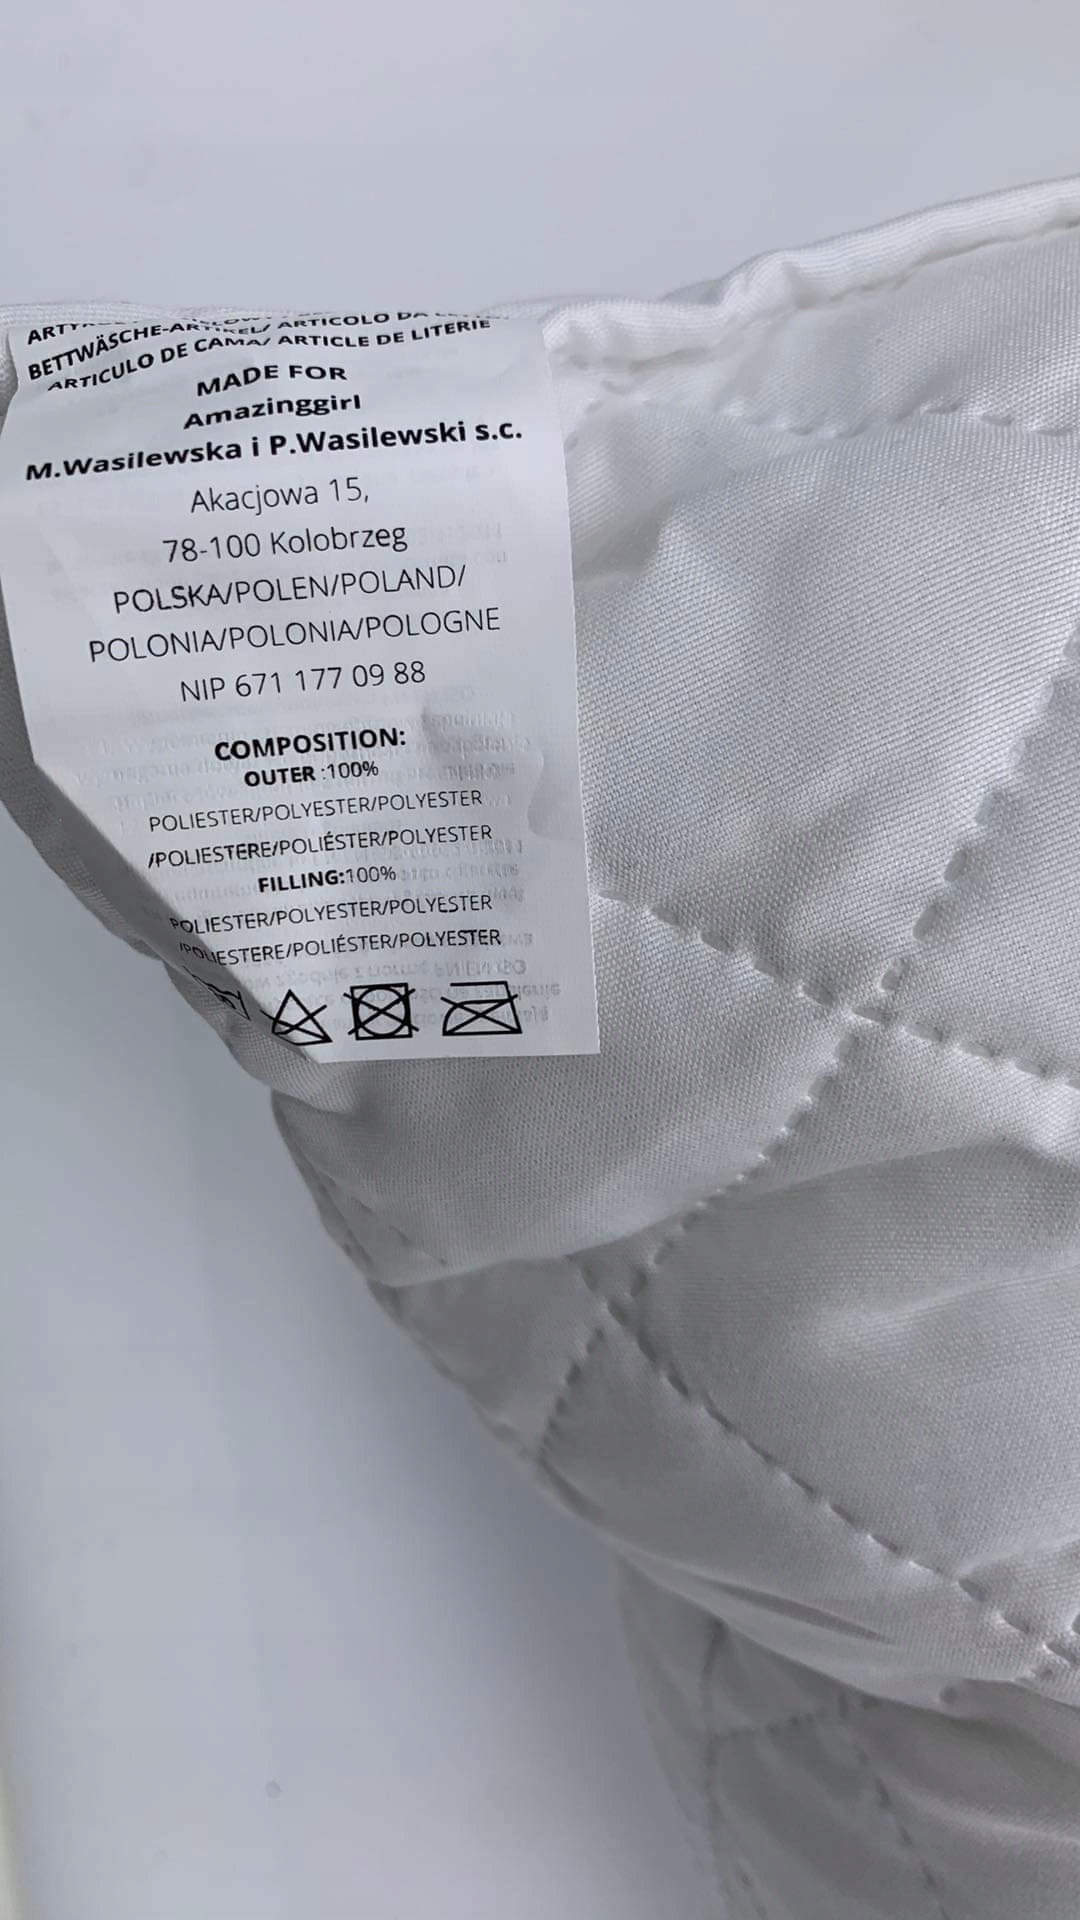 BETTWÄSCHE-ARTIKEL/ ARTICOLO DA
ARTICULO DE CAMA/ ARTICLE DE LITERIE
MADE FOR
Amazinggirl
M.Wasilewska i P.Wasilewski s.c.
Akacjowa 15,
78-100 Kolobrzeg
POLSKA/POLEN/POLAND/
POLONIA/POLONIA/POLOGNE
NIP 671 177 09 88
COMPOSITION:
OUTER :100%
POLIESTER/POLYESTER/POLYESTER
/POLIESTERE/POLIÉSTER/POLYESTER
FILLING:100%
POLIESTER/POLYESTER/POLYESTER
/POLIESTERE/POLIÉSTER/POLYESTER